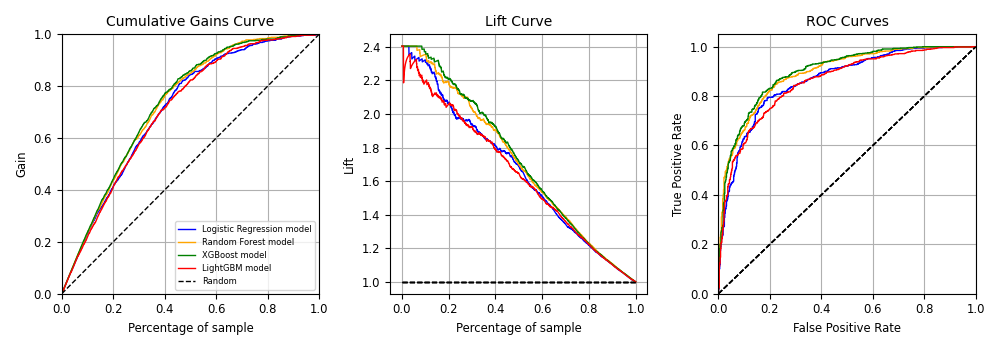 Cumulative Gains Curve
Gain
1.0
0.8
0.6
0.4
0.2
0.0
0.0 0.2 0.4 0.6 0.8 1.0
Percentage of sample
Logistic Regression model
Random Forest model
XGBoost model
LightGBM model
Random
Lift Curve
Lift
2.4
2.2
2.0
1.8
1.6
1.4
1.2
1.0
0.0 0.2 0.4 0.6 0.8 1.0
Percentage of sample
ROC Curves
True Positive Rate
1.0
0.8
0.6
0.4
0.2
0.0
0.0 0.2 0.4 0.6 0.8 1.0
False Positive Rate